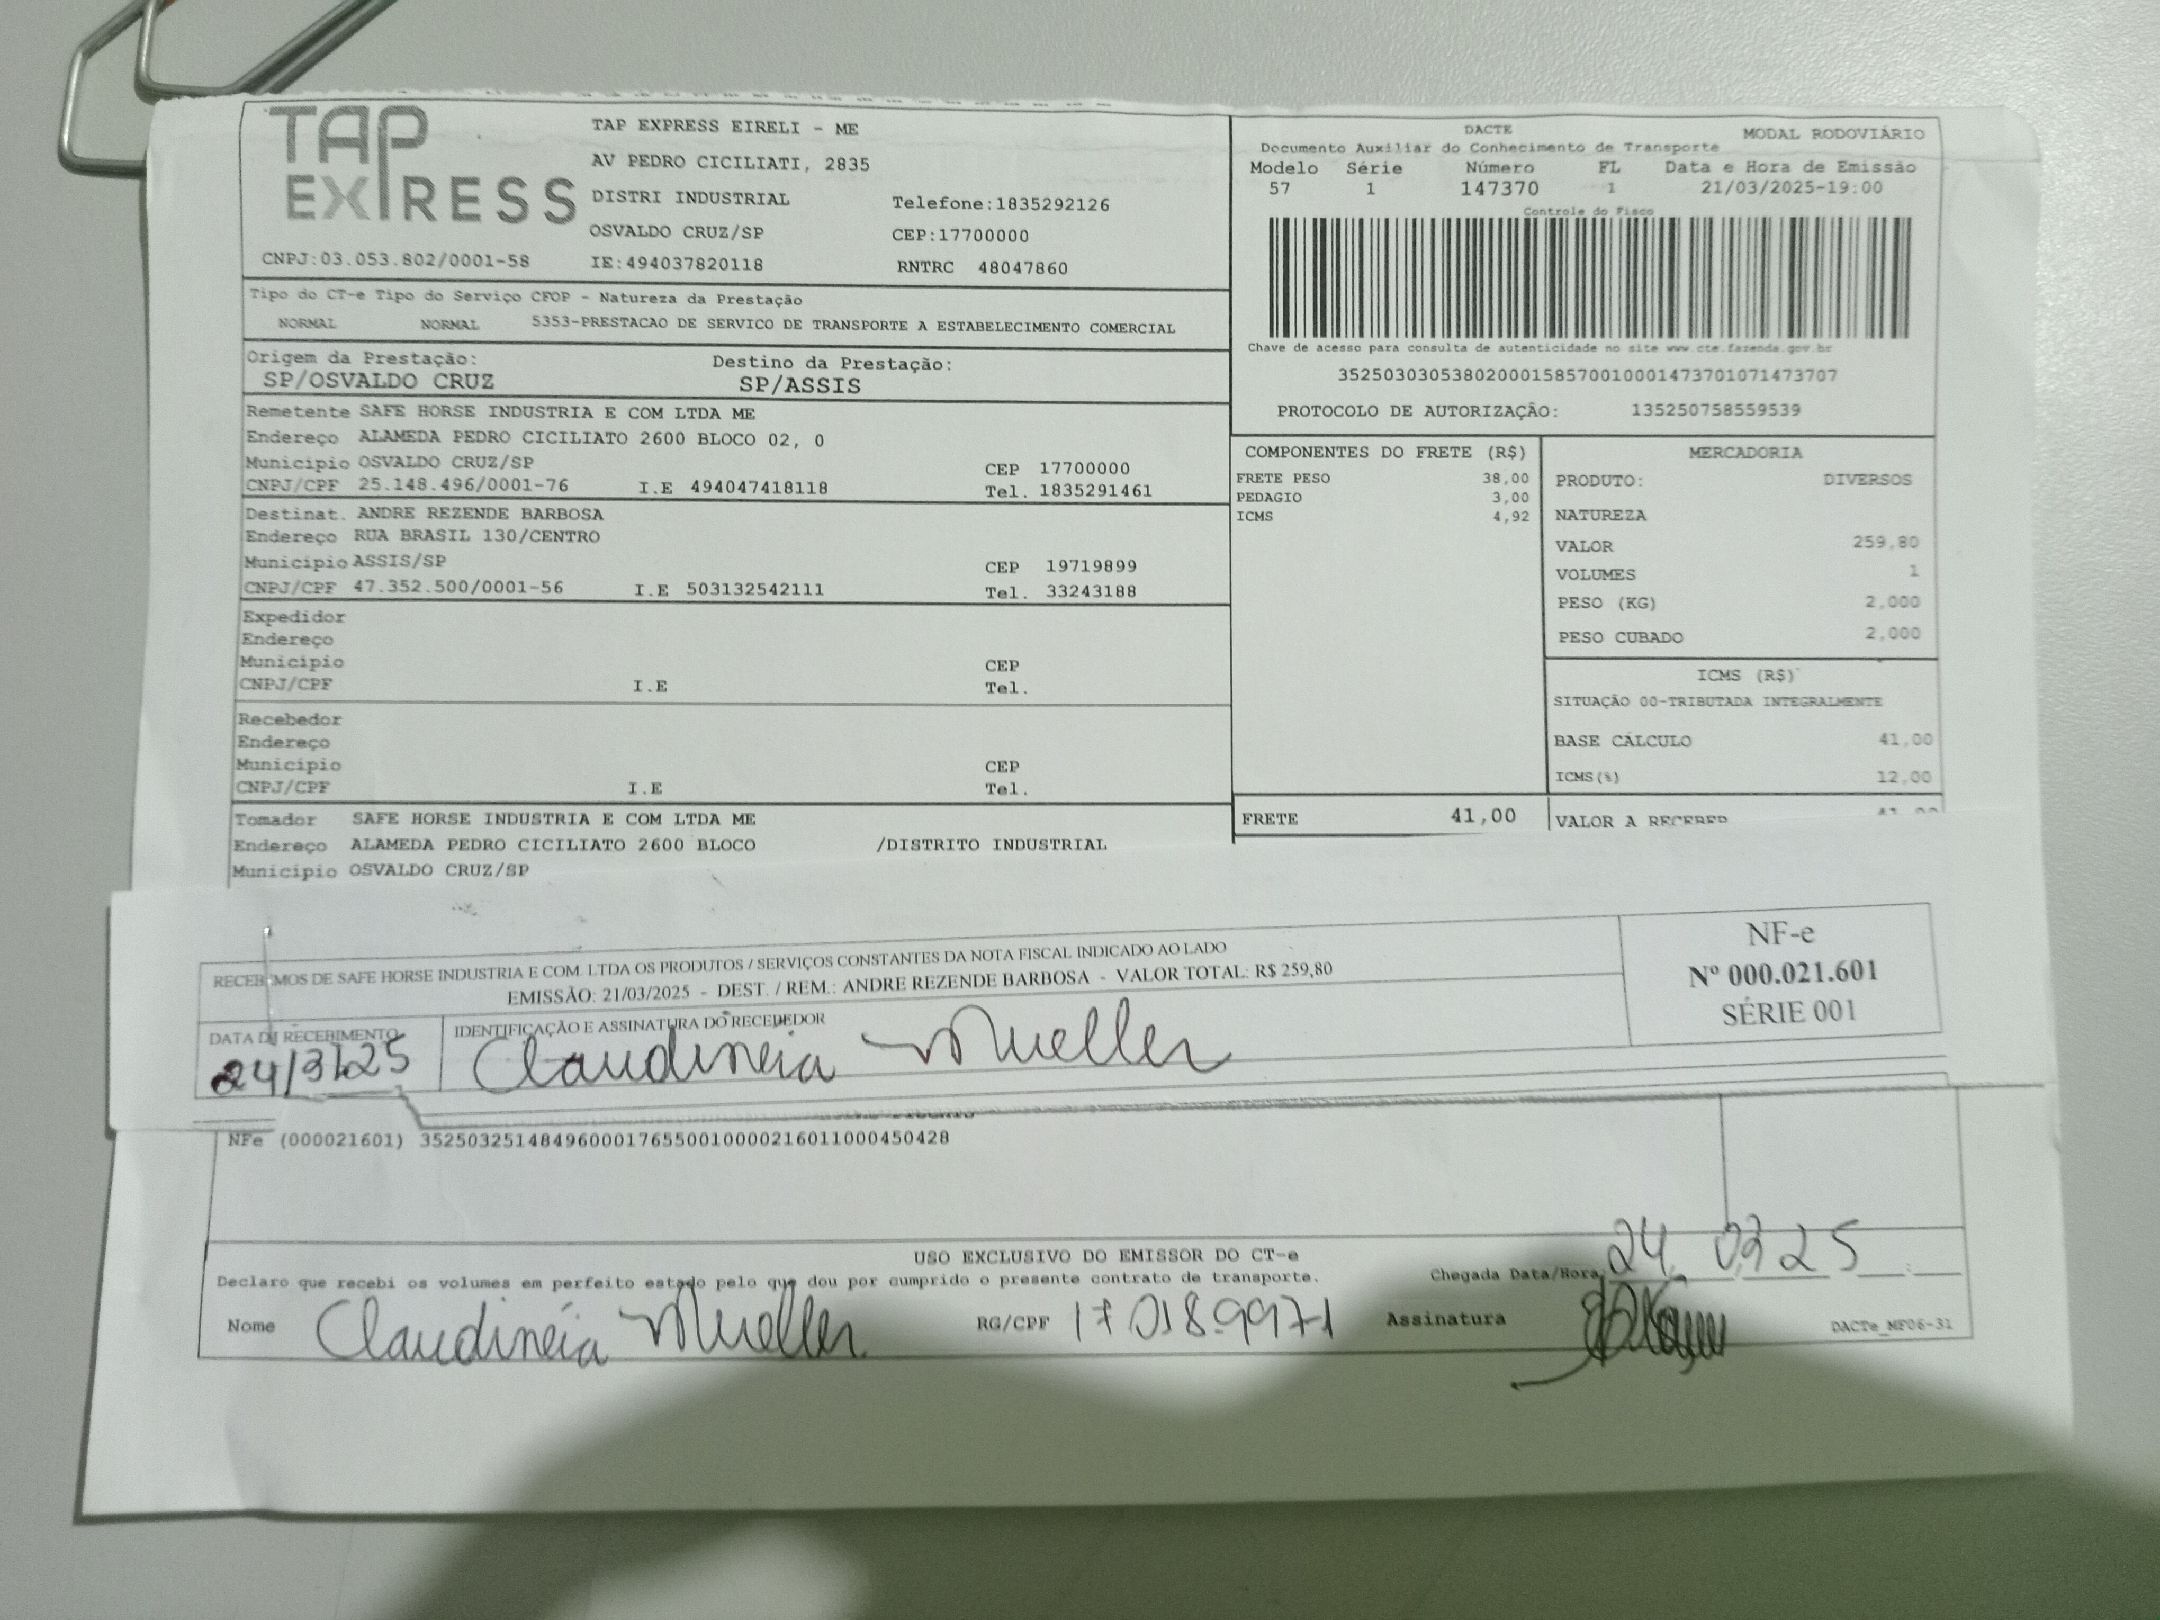 TAP EXPRESS
TAP EXPRESS EIRELI - ME
AV PEDRO CICILIATI, 2835
DISTRI INDUSTRIAL Telefone:1835292126
OSVALDO CRUZ/SP CEP:17700000
CNPJ:03.053.802/0001-58 IE:494037820118 RNTRC 48047860
DACTE MODAL RODOVIÁRIO
Documento Auxiliar do Conhecimento de Transporte
Modelo Série Número FL Data e Hora de Emissão
57 1 147370 1 21/03/2025-19:00
Controle do Fisco
Chave de acesso para consulta de autenticidade no site www.cte.fazenda.gov.br
35250303053802000158570010001473701071473707
PROTOCOLO DE AUTORIZAÇÃO: 135250758559539
Tipo do CT-e Tipo do Serviço CFOP - Natureza da Prestação
NORMAL NORMAL 5353-PRESTACAO DE SERVICO DE TRANSPORTE A ESTABELECIMENTO COMERCIAL
Origem da Prestação: Destino da Prestação:
SP/OSVALDO CRUZ SP/ASSIS
Remetente SAFE HORSE INDUSTRIA E COM LTDA ME
Endereço ALAMEDA PEDRO CICILIATO 2600 BLOCO 02, 0
Municipio OSVALDO CRUZ/SP CEP 17700000
CNPJ/CPF 25.148.496/0001-76 I.E 494047418118 Tel. 1835291461
Destinat. ANDRE REZENDE BARBOSA
Endereço RUA BRASIL 130/CENTRO
Municipio ASSIS/SP CEP 19719899
CNPJ/CPF 47.352.500/0001-56 I.E 503132542111 Tel. 33243188
Expedidor
Endereço
Municipio CEP
CNPJ/CPF I.E Tel.
Recebedor
Endereço
Municipio CEP
CNPJ/CPF I.E Tel.
Tomador SAFE HORSE INDUSTRIA E COM LTDA ME
Endereço ALAMEDA PEDRO CICILIATO 2600 BLOCO /DISTRITO INDUSTRIAL
Municipio OSVALDO CRUZ/SP
COMPONENTES DO FRETE (R$)
FRETE PESO 38,00
PEDAGIO 3,00
ICMS 4,92
MERCADORIA
PRODUTO: DIVERSOS
NATUREZA
VALOR 259,80
VOLUMES 1
PESO (KG) 2,000
PESO CUBADO 2,000
ICMS (R$)
SITUAÇÃO 00-TRIBUTADA INTEGRALMENTE
BASE CÁLCULO 41,00
ICMS(%) 12,00
FRETE 41,00 VALOR A RECEBER 41,00
RECEBEMOS DE SAFE HORSE INDUSTRIA E COM. LTDA OS PRODUTOS / SERVIÇOS CONSTANTES DA NOTA FISCAL INDICADO AO LADO
EMISSÃO: 21/03/2025 - DEST. / REM.: ANDRE REZENDE BARBOSA - VALOR TOTAL: R$ 259,80
NF-e
Nº 000.021.601
SÉRIE 001
DATA DE RECEBIMENTO IDENTIFICAÇÃO E ASSINATURA DO RECEBEDOR
24/3/25 Claudineia Mueller
NFe (000021601) 35250325148496000176550010000216011000450428
USO EXCLUSIVO DO EMISSOR DO CT-e
Declaro que recebi os volumes em perfeito estado pelo que dou por cumprido o presente contrato de transporte. Chegada Data/Hora 24 03 25
Nome Claudinéia Mueller RG/CPF 170189971 Assinatura
DACTe_MF06-31